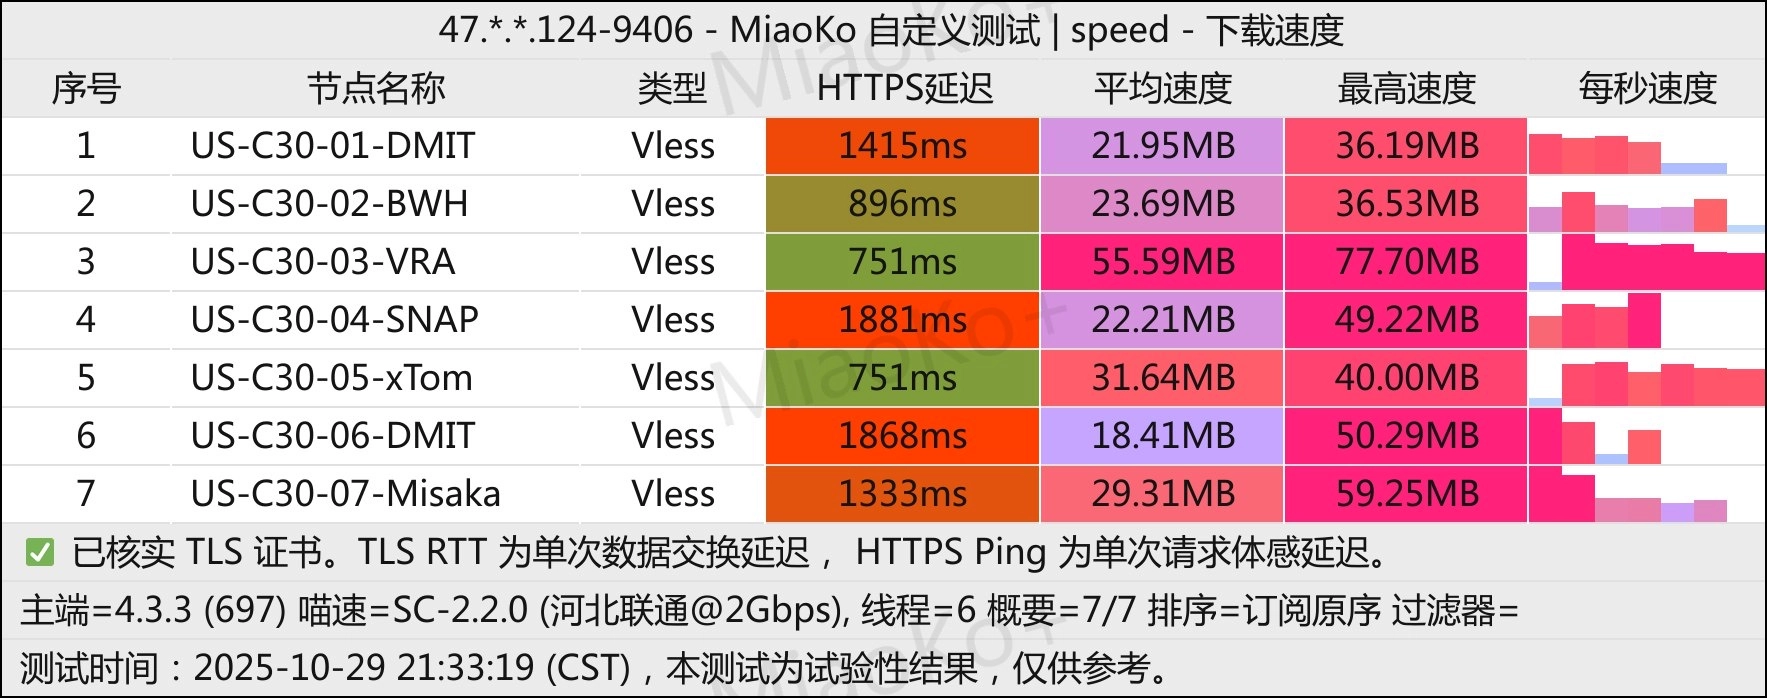 47.*.*.124-9406 - MiaoKo 自定义测试 | speed - 下载速度
序号 节点名称 类型 HTTPS延迟 平均速度 最高速度 每秒速度
1 US-C30-01-DMIT Vless 1415ms 21.95MB 36.19MB
2 US-C30-02-BWH Vless 896ms 23.69MB 36.53MB
3 US-C30-03-VRA Vless 751ms 55.59MB 77.70MB
4 US-C30-04-SNAP Vless 1881ms 22.21MB 49.22MB
5 US-C30-05-xTom Vless 751ms 31.64MB 40.00MB
6 US-C30-06-DMIT Vless 1868ms 18.41MB 50.29MB
7 US-C30-07-Misaka Vless 1333ms 29.31MB 59.25MB
✅ 已核实 TLS 证书。TLS RTT 为单次数据交换延迟，HTTPS Ping 为单次请求体感延迟。
主端=4.3.3 (697) 喵速=SC-2.2.0 (河北联通@2Gbps), 线程=6 概要=7/7 排序=订阅原序 过滤器=
测试时间：2025-10-29 21:33:19 (CST)，本测试为试验性结果，仅供参考。
MiaoKo+
MiaoKo+
MiaoKo+